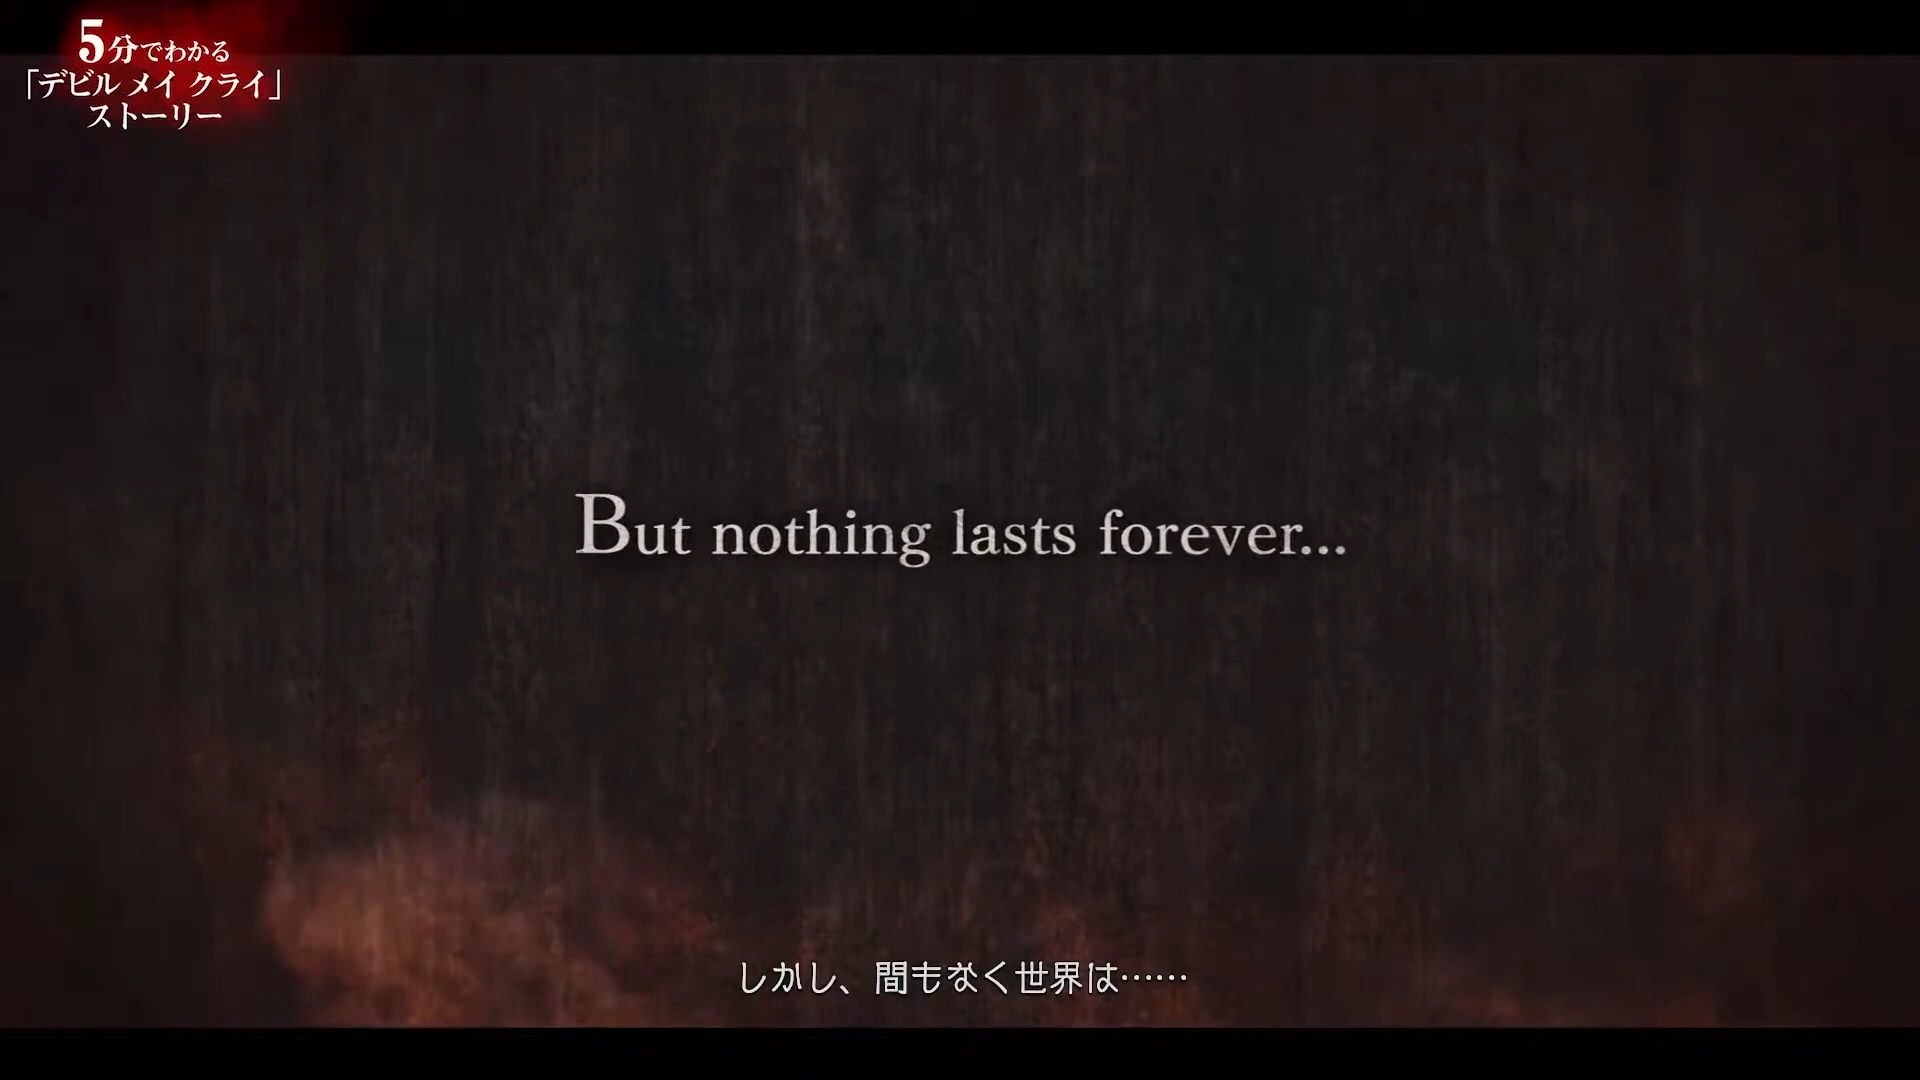 5分でわかる
「デビル メイ クライ」
ストーリー
But nothing lasts forever...
しかし、間もなく世界は……